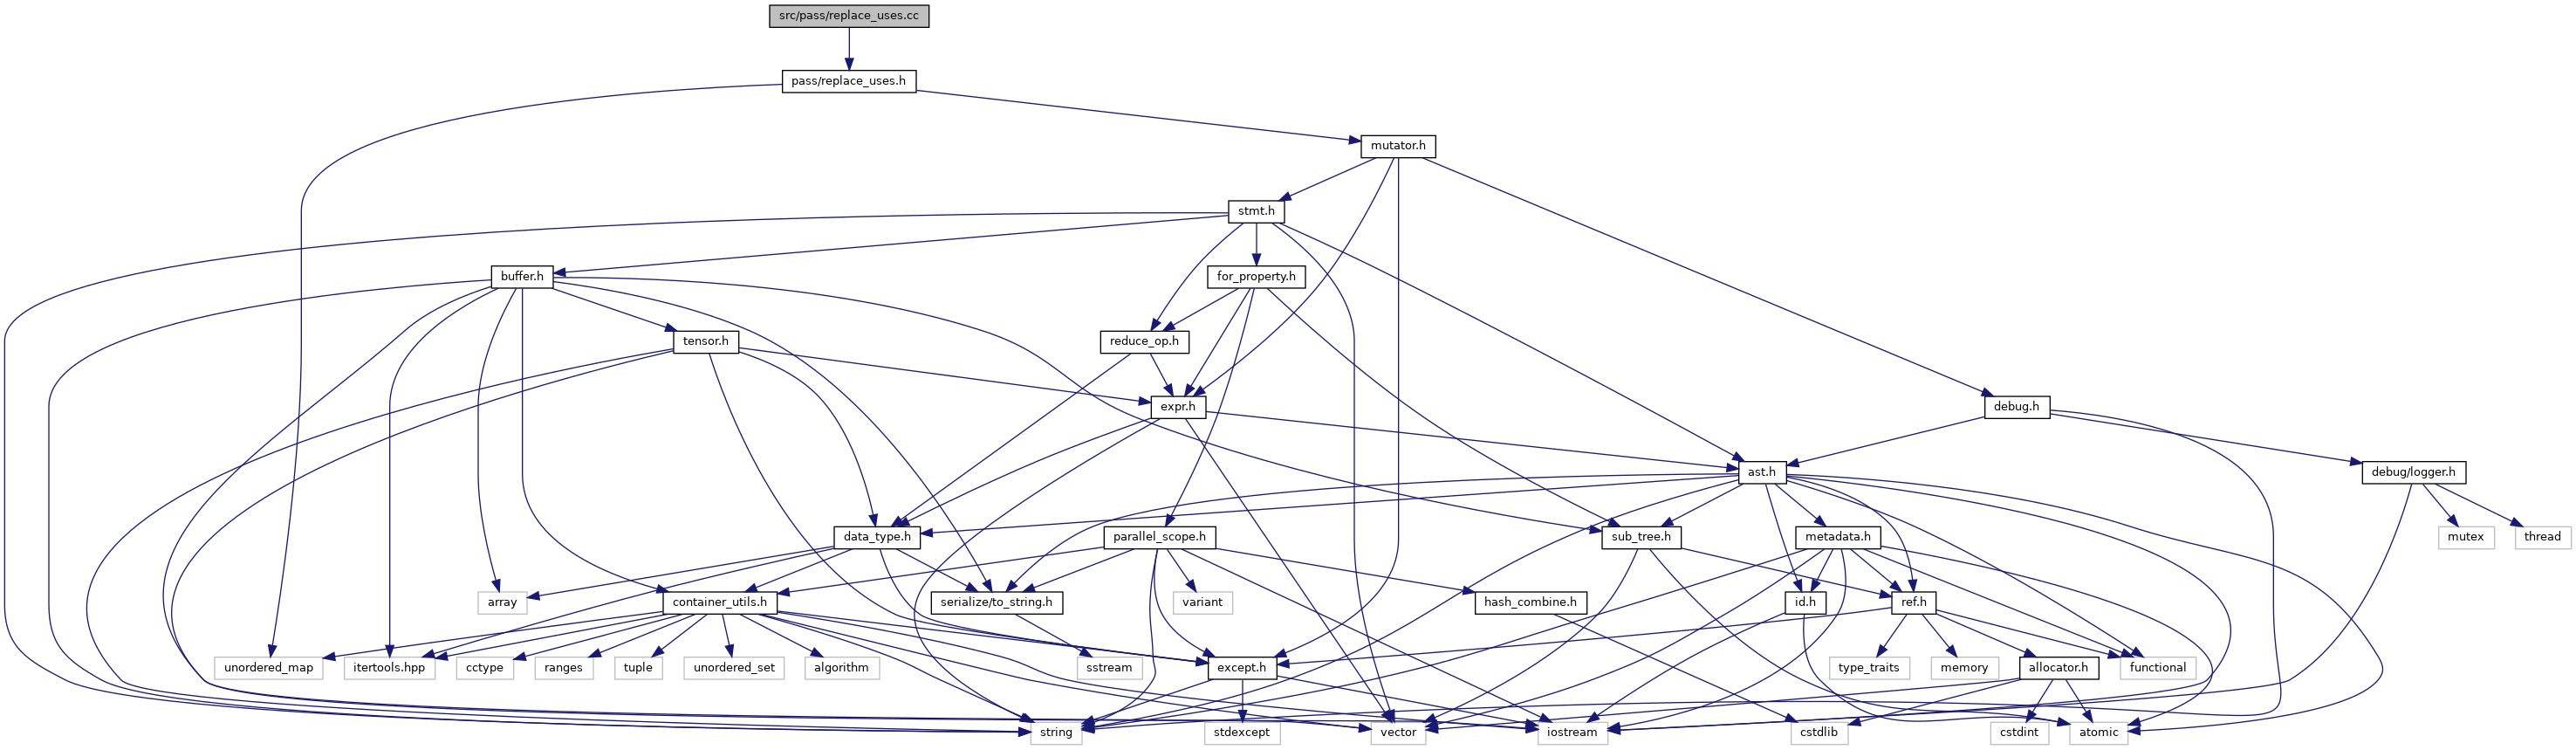 src/pass/replace_uses.cc
pass/replace_uses.h
mutator.h
stmt.h
buffer.h
for_property.h
tensor.h
reduce_op.h
expr.h
debug.h
ast.h
debug/logger.h
data_type.h
parallel_scope.h
sub_tree.h
metadata.h
mutex
thread
array
container_utils.h
serialize/to_string.h
variant
hash_combine.h
id.h
ref.h
unordered_map
itertools.hpp
cctype
ranges
tuple
unordered_set
algorithm
sstream
except.h
type_traits
memory
allocator.h
functional
string
stdexcept
vector
iostream
cstdlib
cstdint
atomic